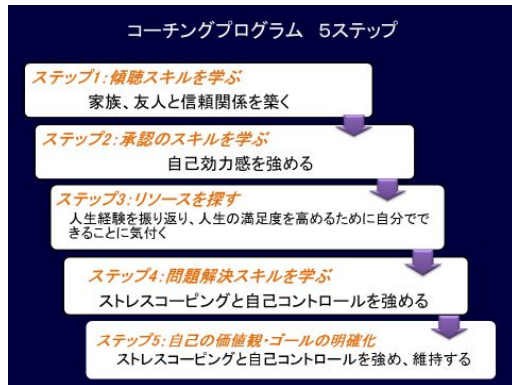 コーチングプログラム 5ステップ
ステップ1:傾聴スキルを学ぶ
家族、友人と信頼関係を築く
ステップ2:承認のスキルを学ぶ
自己効力感を強める
ステップ3:リソースを探す
人生経験を振り返り、人生の満足度を高めるために自分でで
きることに気付く
ステップ4:問題解決スキルを学ぶ
ストレスコーピングと自己コントロールを強める
ステップ5:自己の価値観・ゴールの明確化
ストレスコーピングと自己コントロールを強め、維持する